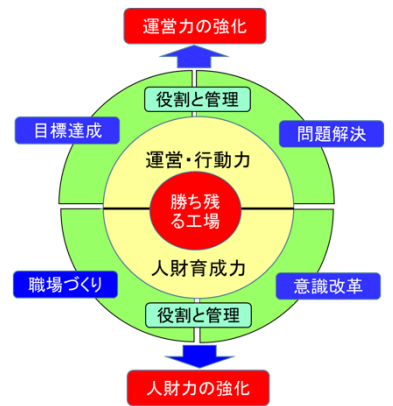 運営力の強化
役割と管理
目標達成
問題解決
運営・行動力
勝ち残
る工場
人財育成力
職場づくり
意識改革
役割と管理
人財力の強化